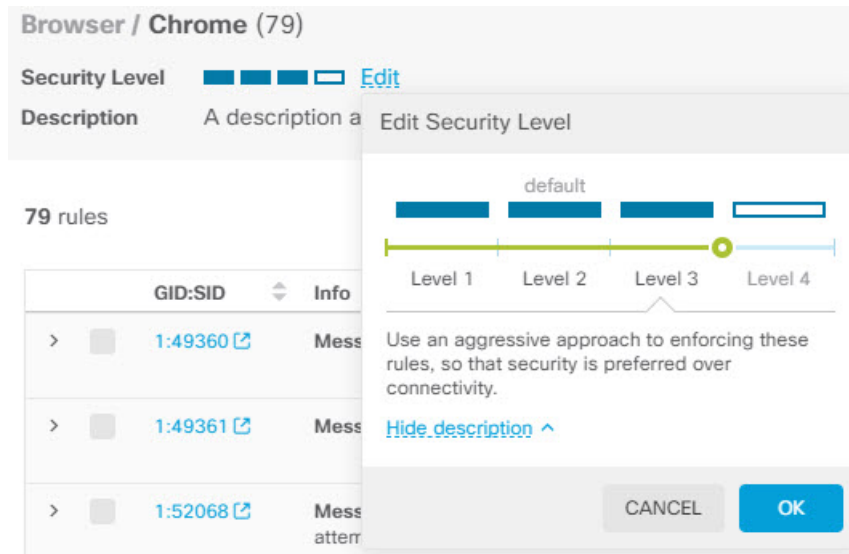 Browser / Chrome (79)
Security Level Edit
Description A description a
Edit Security Level
default
Level 1 Level 2 Level 3 Level 4
Use an aggressive approach to enforcing these
rules, so that security is preferred over
connectivity.
Hide description
CANCEL OK
79 rules
GID:SID Info
1:49360 Mess
1:49361 Mess
1:52068 Mess
attem